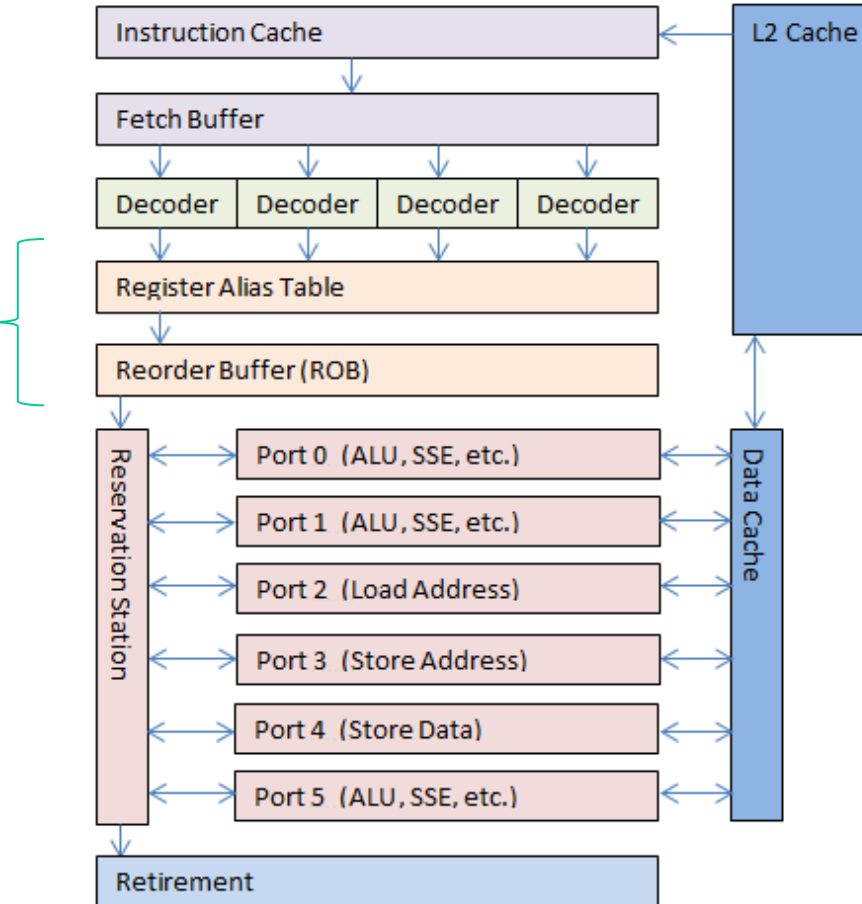 Instruction Cache
L2 Cache
Fetch Buffer
Decoder Decoder Decoder Decoder
Register Alias Table
Reorder Buffer (ROB)
Reservation Station
Port 0 (ALU, SSE, etc.)
Port 1 (ALU, SSE, etc.)
Port 2 (Load Address)
Port 3 (Store Address)
Port 4 (Store Data)
Port 5 (ALU, SSE, etc.)
Data Cache
Retirement